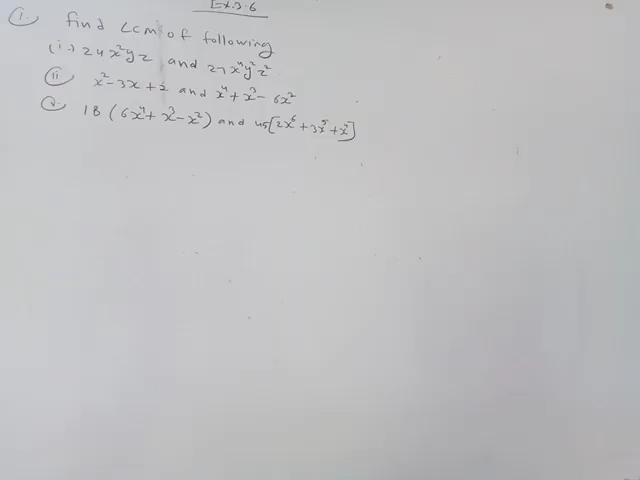 Ex.3.6
1. find LCM of following
(i.) 24x²yz and 27x⁴y²z²
(ii) x²-3x+2 and x⁴+x³-6x²
v. 18 (6x⁴+x³-x²) and 45[2x⁶+3x⁵+x⁴]